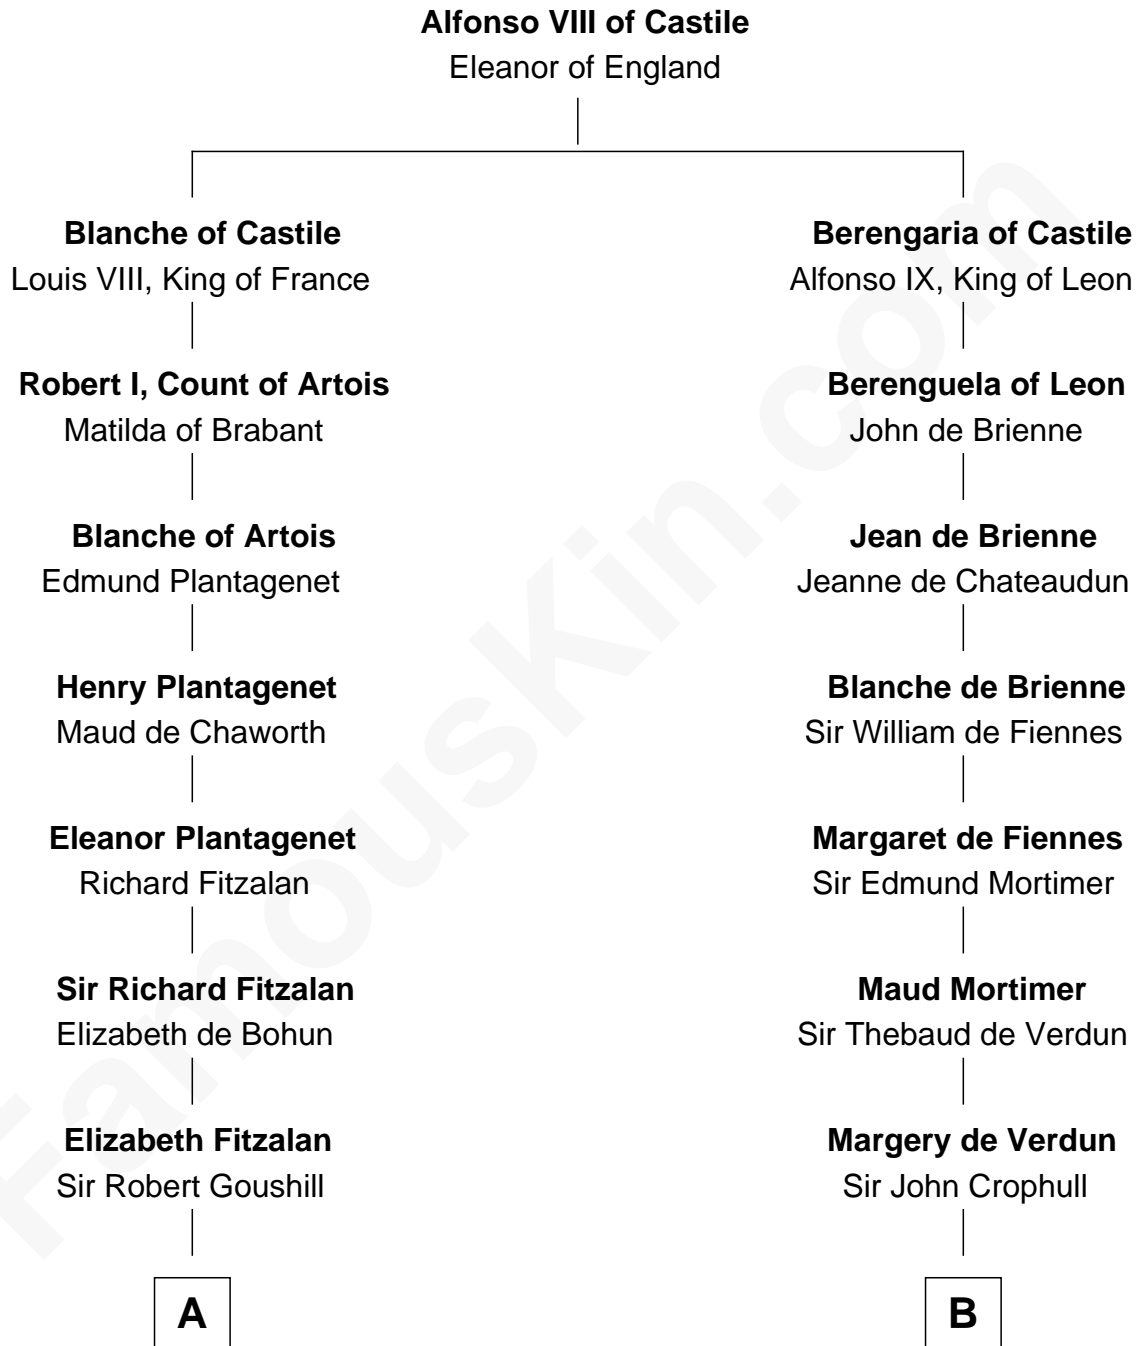 Alfonso VIII of Castile
Eleanor of England
Blanche of Castile
Louis VIII, King of France
Berengaria of Castile
Alfonso IX, King of Leon
Robert I, Count of Artois
Matilda of Brabant
Berenguela of Leon
John de Brienne
Blanche of Artois
Edmund Plantagenet
Jean de Brienne
Jeanne de Chateaudun
Henry Plantagenet
Maud de Chaworth
Blanche de Brienne
Sir William de Fiennes
Eleanor Plantagenet
Richard Fitzalan
Margaret de Fiennes
Sir Edmund Mortimer
Sir Richard Fitzalan
Elizabeth de Bohun
Maud Mortimer
Sir Thebaud de Verdun
Elizabeth Fitzalan
Sir Robert Goushill
Margery de Verdun
Sir John Crophull
A
B
FamousKin.com